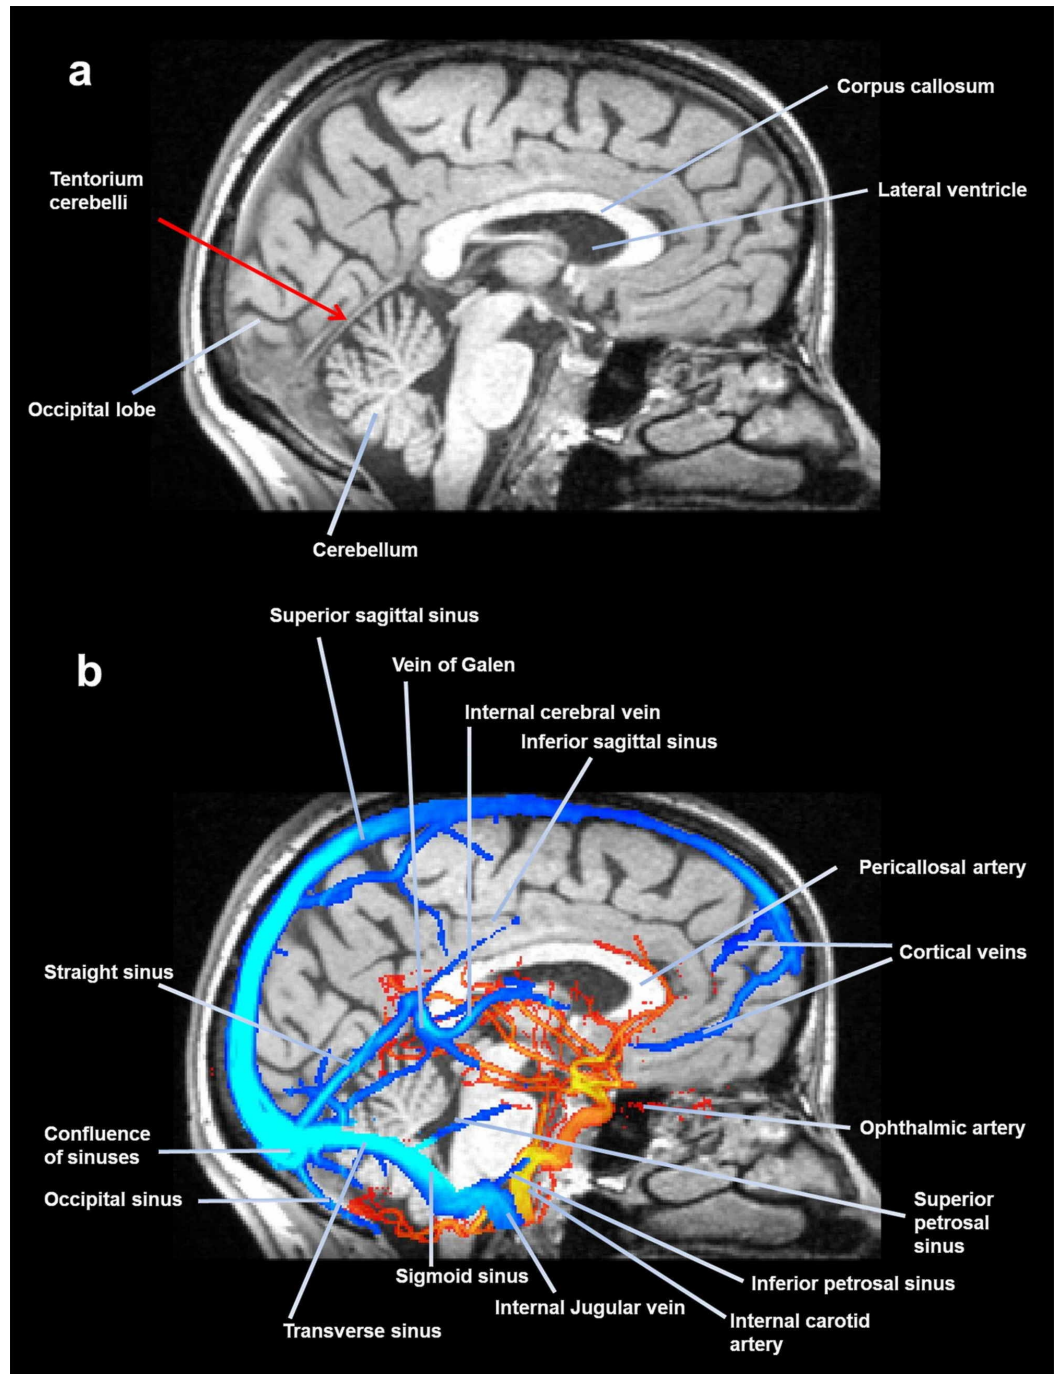 a
Corpus callosum
Tentorium
cerebelli
Lateral ventricle
Occipital lobe
Cerebellum
Superior sagittal sinus
b
Vein of Galen
Internal cerebral vein
Inferior sagittal sinus
Pericallosal artery
Cortical veins
Straight sinus
Confluence
of sinuses
Ophthalmic artery
Occipital sinus
Superior
petrosal
sinus
Sigmoid sinus
Inferior petrosal sinus
Internal Jugular vein
Internal carotid
artery
Transverse sinus